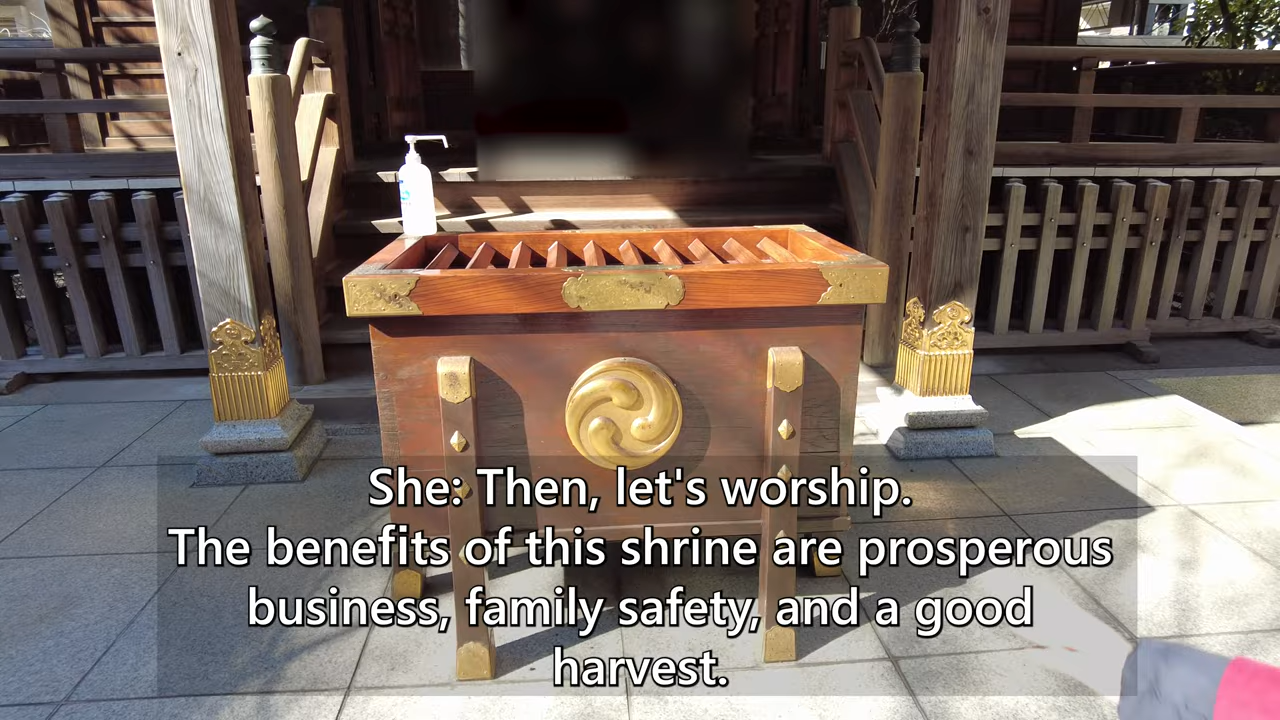 She: Then, let's worship.
The benefits of this shrine are prosperous
business, family safety, and a good
harvest.